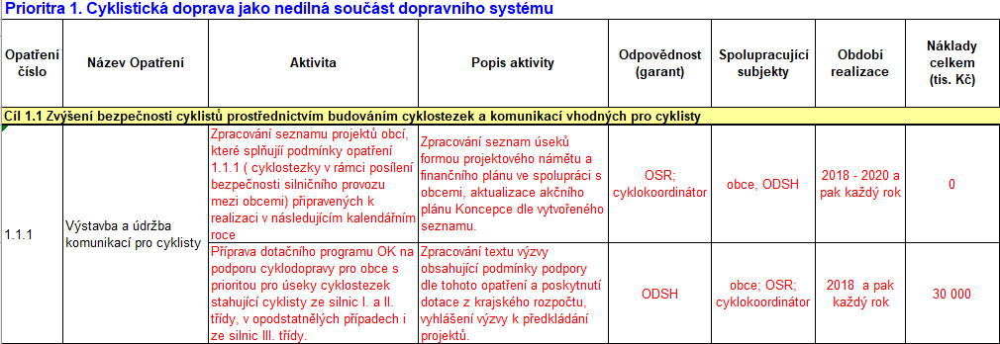 Prioritra 1. Cyklistická doprava jako nedílná součást dopravního systému
Opatření číslo
Název Opatření
Aktivita
Popis aktivity
Odpovědnost (garant)
Spolupracující subjekty
Období realizace
Náklady celkem (tis. Kč)
Cíl 1.1 Zvýšení bezpečnosti cyklistů prostřednictvím budováním cyklostezek a komunikací vhodných pro cyklisty
1.1.1
Výstavba a údržba
komunikací pro cyklisty
Zpracování seznamu projektů obcí,
které splňujíí podmínky opatření
1.1.1 ( cyklostezky v rámci posílení
bezpečnosti silničního provozu
mezi obcemi) připravených k
realizaci v následujícím kalendářním
roce
Zpracování seznam úseků
formou projektového námětu a
finančního plánu ve spolupráci s
obcemi, aktualizace akčního
plánu Koncepce dle vytvořeného
seznamu.
OSR;
cyklokoordinátor
obce, ODSH
2018 - 2020 a
pak každý rok
0
Příprava dotačního programu OK na
podporu cyklodopravy pro obce s
prioritou pro úseky cyklostezek
stahující cyklisty ze silnic I. a II.
třídy, v opodstatnělých případech i
ze silnic III. třídy.
Zpracování textu výzvy
obsahující podmínky podpory
dle tohoto opatření a poskytnutí
dotace z krajského rozpočtu,
vyhlášení výzvy k předkládání
projektů.
ODSH
obce; OSR;
cyklokoordinátor
2018 a pak
každý rok
30 000